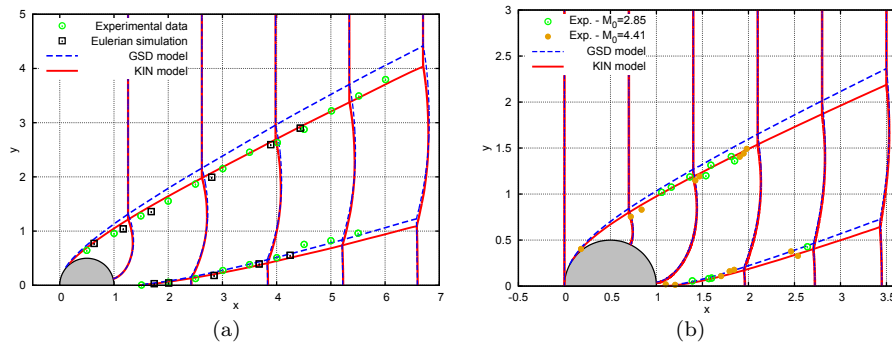 (a)
Experimental data
Eulerian simulation
GSD model
KIN model
y
5
4
3
2
1
0
-1 0 1 2 3 4 5 6 7
x
(a)
(b)
Exp. - M0=2.85
Exp. - M0=4.41
GSD model
KIN model
y
3
2.5
2
1.5
1
0.5
0
-0.5 0 0.5 1 1.5 2 2.5 3 3.5
x
(b)